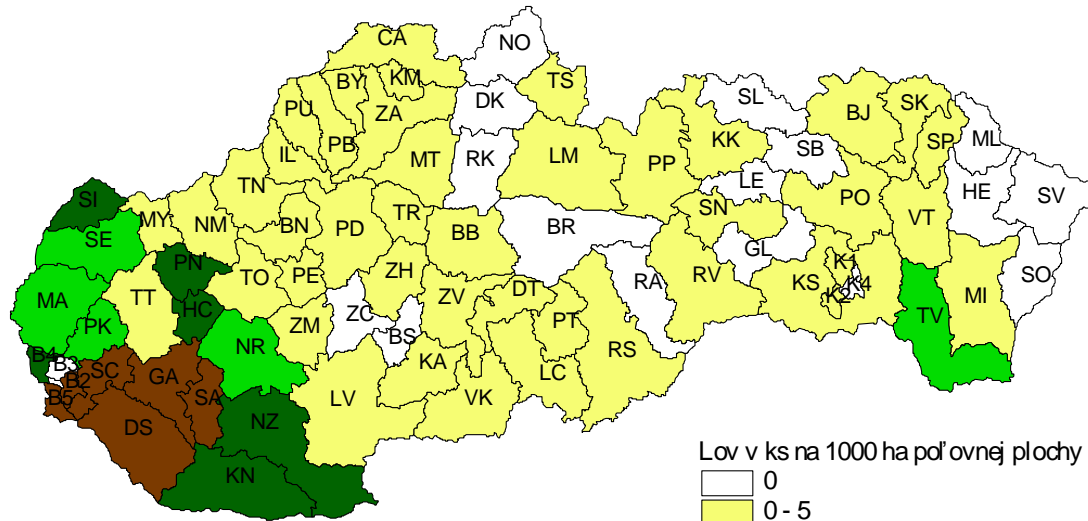 NO
CA
BY KM TS
PU ZA DK SL BJ SK
IL PB MT RK LM PP KK SB SP ML
TN LE PO HE SV
SI MY NM BN PD TR BB BR SN GL VT
SE PN TO PE ZH RV KS K1 SO
MA TT HC ZM ZC ZV DT RA K2 K4 MI
PK NR BS PT TV
B4 B3 SC GA KA LC RS
B2 SA LV VK
B5 DS NZ
KN
Lov v ks na 1000 ha poľovnej plochy
0
0 - 5